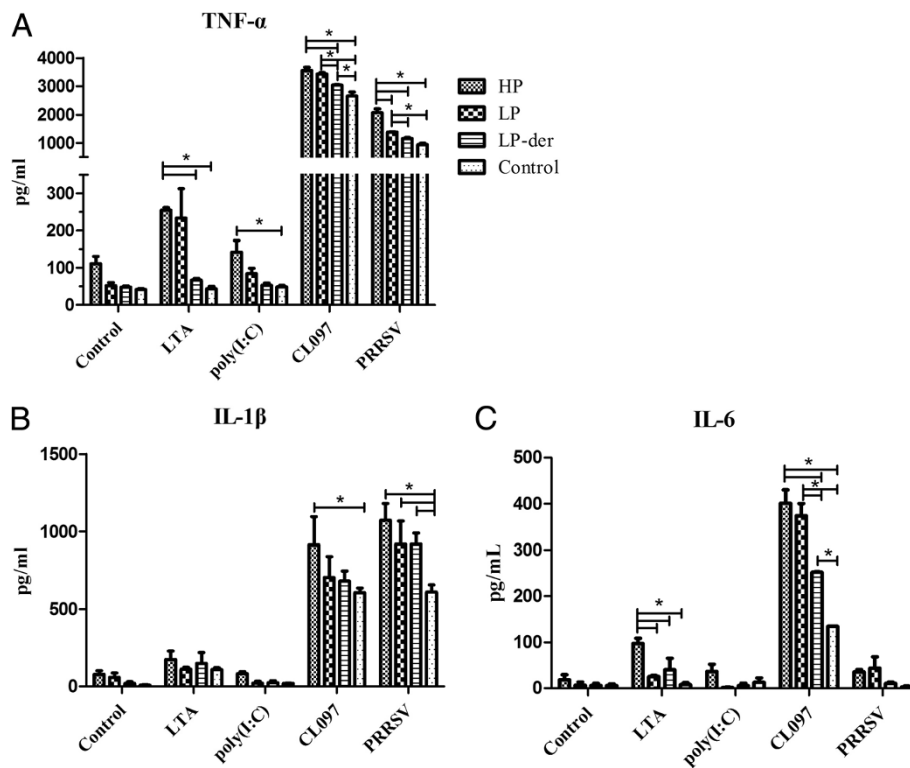 A
TNF-α
pg/ml
4000
3000
2000
1000
300
200
100
0
Control
LTA
poly(I:C)
CL097
PRRSV
* * * * * * * *
HP
LP
LP-der
Control
B
IL-1β
pg/ml
1500
1000
500
0
Control
LTA
poly(I:C)
CL097
PRRSV
* *
C
IL-6
pg/mL
500
400
300
200
100
0
Control
LTA
poly(I:C)
CL097
PRRSV
* * * *